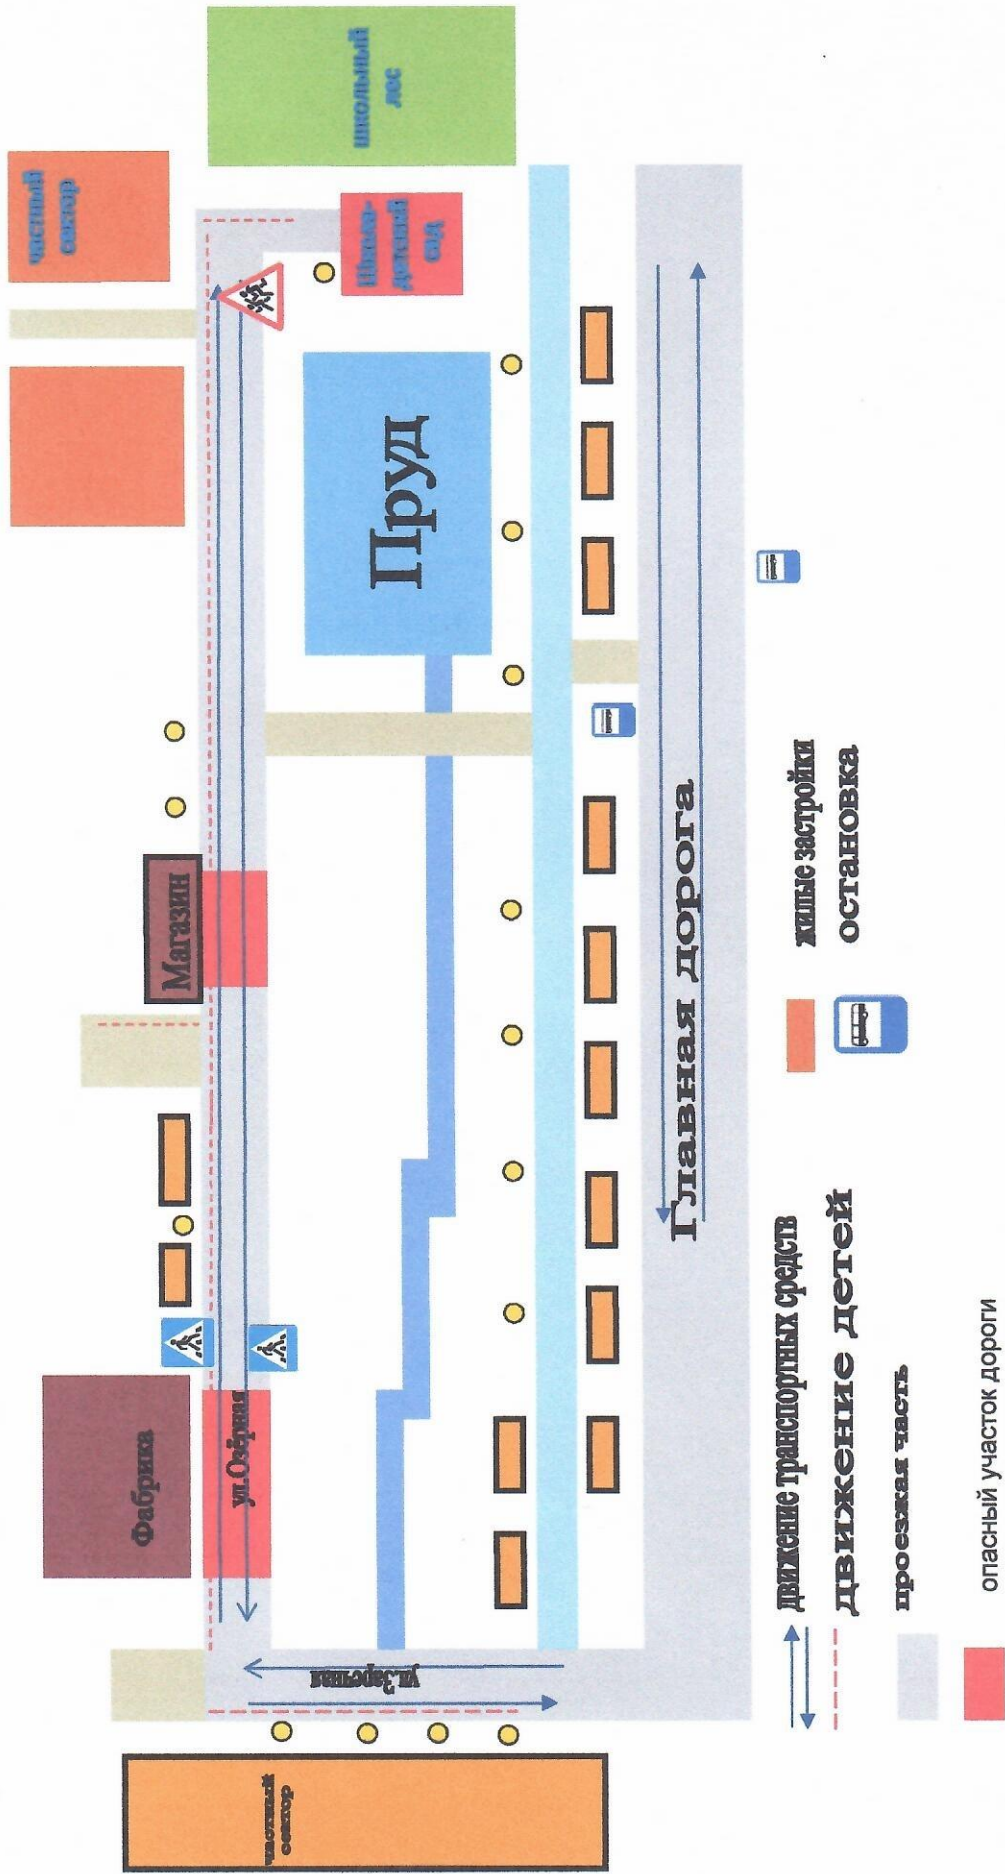 частный
сектор
школьный
лес
Школа-
детский
сад
Пруд
Магазин
Фабрика
ул.Озёрная
ул.Заречная
частный
сектор
Главная дорога
движение транспортных средств
движение детей
проезжая часть
опасный участок дороги
жилые застройки
остановка